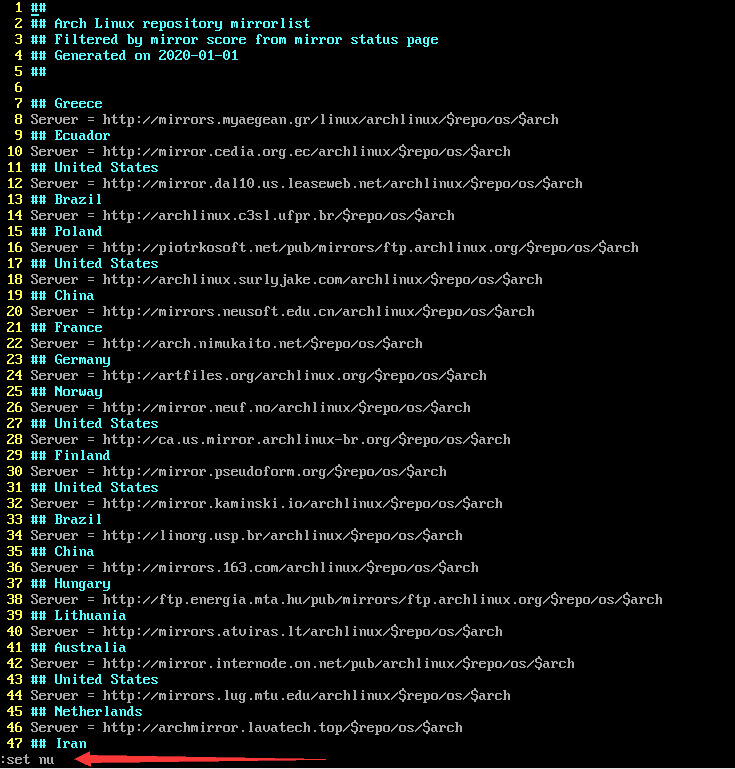 1 ##
2 ## Arch Linux repository mirrorlist
3 ## Filtered by mirror score from mirror status page
4 ## Generated on 2020-01-01
5 ##
6
7 ## Greece
8 Server = http://mirrors.myaegean.gr/linux/archlinux/$repo/os/$arch
9 ## Ecuador
10 Server = http://mirror.cedia.org.ec/archlinux/$repo/os/$arch
11 ## United States
12 Server = http://mirror.dal10.us.leaseweb.net/archlinux/$repo/os/$arch
13 ## Brazil
14 Server = http://archlinux.c3sl.ufpr.br/$repo/os/$arch
15 ## Poland
16 Server = http://piotrkosoft.net/pub/mirrors/ftp.archlinux.org/$repo/os/$arch
17 ## United States
18 Server = http://archlinux.surlyjake.com/archlinux/$repo/os/$arch
19 ## China
20 Server = http://mirrors.neusoft.edu.cn/archlinux/$repo/os/$arch
21 ## France
22 Server = http://arch.nimukaito.net/$repo/os/$arch
23 ## Germany
24 Server = http://artfiles.org/archlinux.org/$repo/os/$arch
25 ## Norway
26 Server = http://mirror.neuf.no/archlinux/$repo/os/$arch
27 ## United States
28 Server = http://ca.us.mirror.archlinux-br.org/$repo/os/$arch
29 ## Finland
30 Server = http://mirror.pseudoform.org/$repo/os/$arch
31 ## United States
32 Server = http://mirror.kaminski.io/archlinux/$repo/os/$arch
33 ## Brazil
34 Server = http://linorg.usp.br/archlinux/$repo/os/$arch
35 ## China
36 Server = http://mirrors.163.com/archlinux/$repo/os/$arch
37 ## Hungary
38 Server = http://ftp.energia.mta.hu/pub/mirrors/ftp.archlinux.org/$repo/os/$arch
39 ## Lithuania
40 Server = http://mirrors.atviras.lt/archlinux/$repo/os/$arch
41 ## Australia
42 Server = http://mirror.internode.on.net/pub/archlinux/$repo/os/$arch
43 ## United States
44 Server = http://mirrors.lug.mtu.edu/archlinux/$repo/os/$arch
45 ## Netherlands
46 Server = http://archmirror.lavatech.top/$repo/os/$arch
47 ## Iran
:set nu